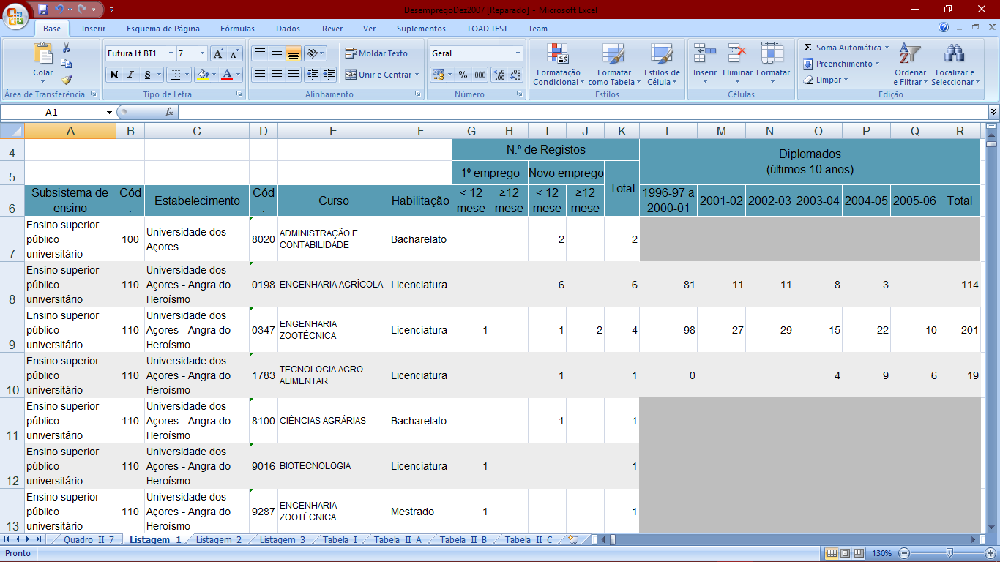 DesempregoDez2007 [Reparado] - Microsoft Excel
Base Inserir Esquema de Página Fórmulas Dados Rever Ver Suplementos LOAD TEST Team
Colar
Área de Transferência
Futura Lt BT1 7 A A
N I S A
Tipo de Letra
Moldar Texto
Unir e Centrar
Alinhamento
Geral
% 000 ,00 ,00
Número
Formatação Condicional
Formatar como Tabela
Estilos de Célula
Estilos
Inserir Eliminar Formatar
Células
Σ Soma Automática
Preenchimento
Limpar
Ordenar e Filtrar
Localizar e Seleccionar
Edição
A1 fx
A B C D E F G H I J K L M N O P Q R
4 N.º de Registos Diplomados
5 1º emprego Novo emprego Total (últimos 10 anos)
6 Subsistema de ensino Cód. Estabelecimento Cód. Curso Habilitação < 12 mese ≥12 mese < 12 mese ≥12 mese 1996-97 a 2000-01 2001-02 2002-03 2003-04 2004-05 2005-06 Total
7 Ensino superior público universitário 100 Universidade dos Açores 8020 ADMINISTRAÇÃO E CONTABILIDADE Bacharelato 2 2
8 Ensino superior público universitário 110 Universidade dos Açores - Angra do Heroísmo 0198 ENGENHARIA AGRÍCOLA Licenciatura 6 6 81 11 11 8 3 114
9 Ensino superior público universitário 110 Universidade dos Açores - Angra do Heroísmo 0347 ENGENHARIA ZOOTÉCNICA Licenciatura 1 1 2 4 98 27 29 15 22 10 201
10 Ensino superior público universitário 110 Universidade dos Açores - Angra do Heroísmo 1783 TECNOLOGIA AGRO-ALIMENTAR Licenciatura 1 1 0 4 9 6 19
11 Ensino superior público universitário 110 Universidade dos Açores - Angra do Heroísmo 8100 CIÊNCIAS AGRÁRIAS Bacharelato 1 1
12 Ensino superior público universitário 110 Universidade dos Açores - Angra do Heroísmo 9016 BIOTECNOLOGIA Licenciatura 1 1
13 Ensino superior público universitário 110 Universidade dos Açores - Angra do Heroísmo 9287 ENGENHARIA ZOOTÉCNICA Mestrado 1 1
Quadro_II_7 Listagem_1 Listagem_2 Listagem_3 Tabela_I Tabela_II_A Tabela_II_B Tabela_II_C
Pronto 130%